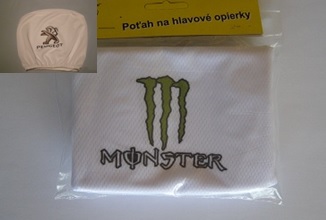 Poťah na hlavové opierky
PEUGEOT
MONSTER